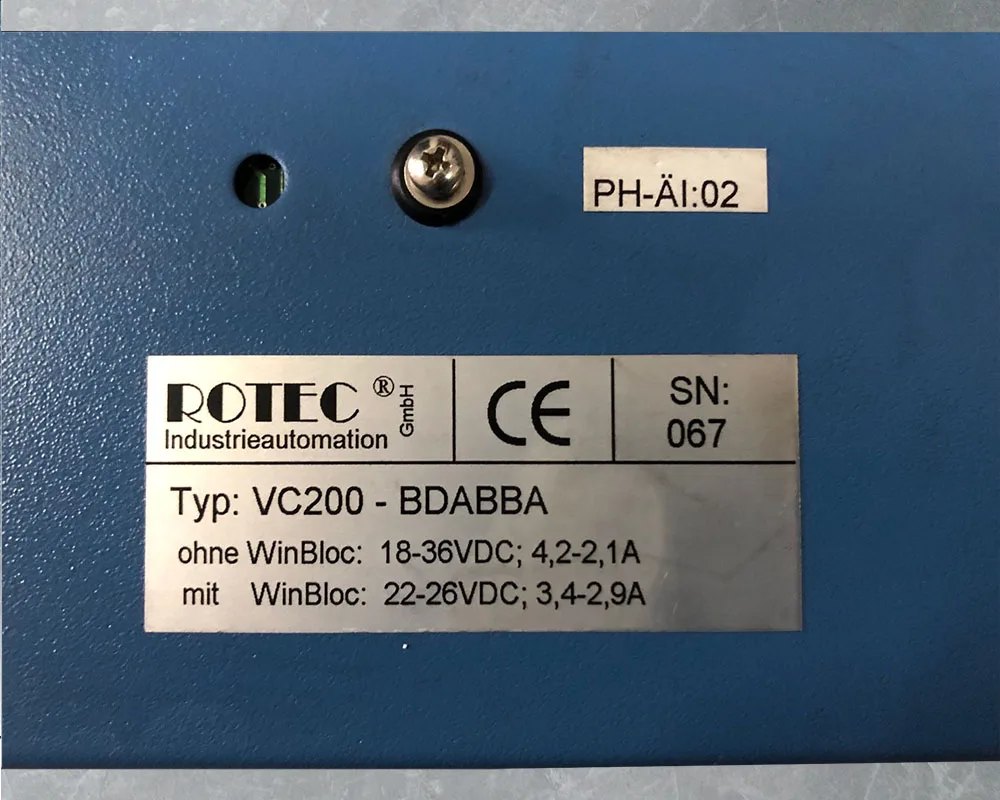 PH-ÄI:02
ROTEC ® GmbH
Industrieautomation
CE
SN:
067
Typ: VC200 - BDABBA
ohne WinBloc: 18-36VDC; 4,2-2,1A
mit WinBloc: 22-26VDC; 3,4-2,9A